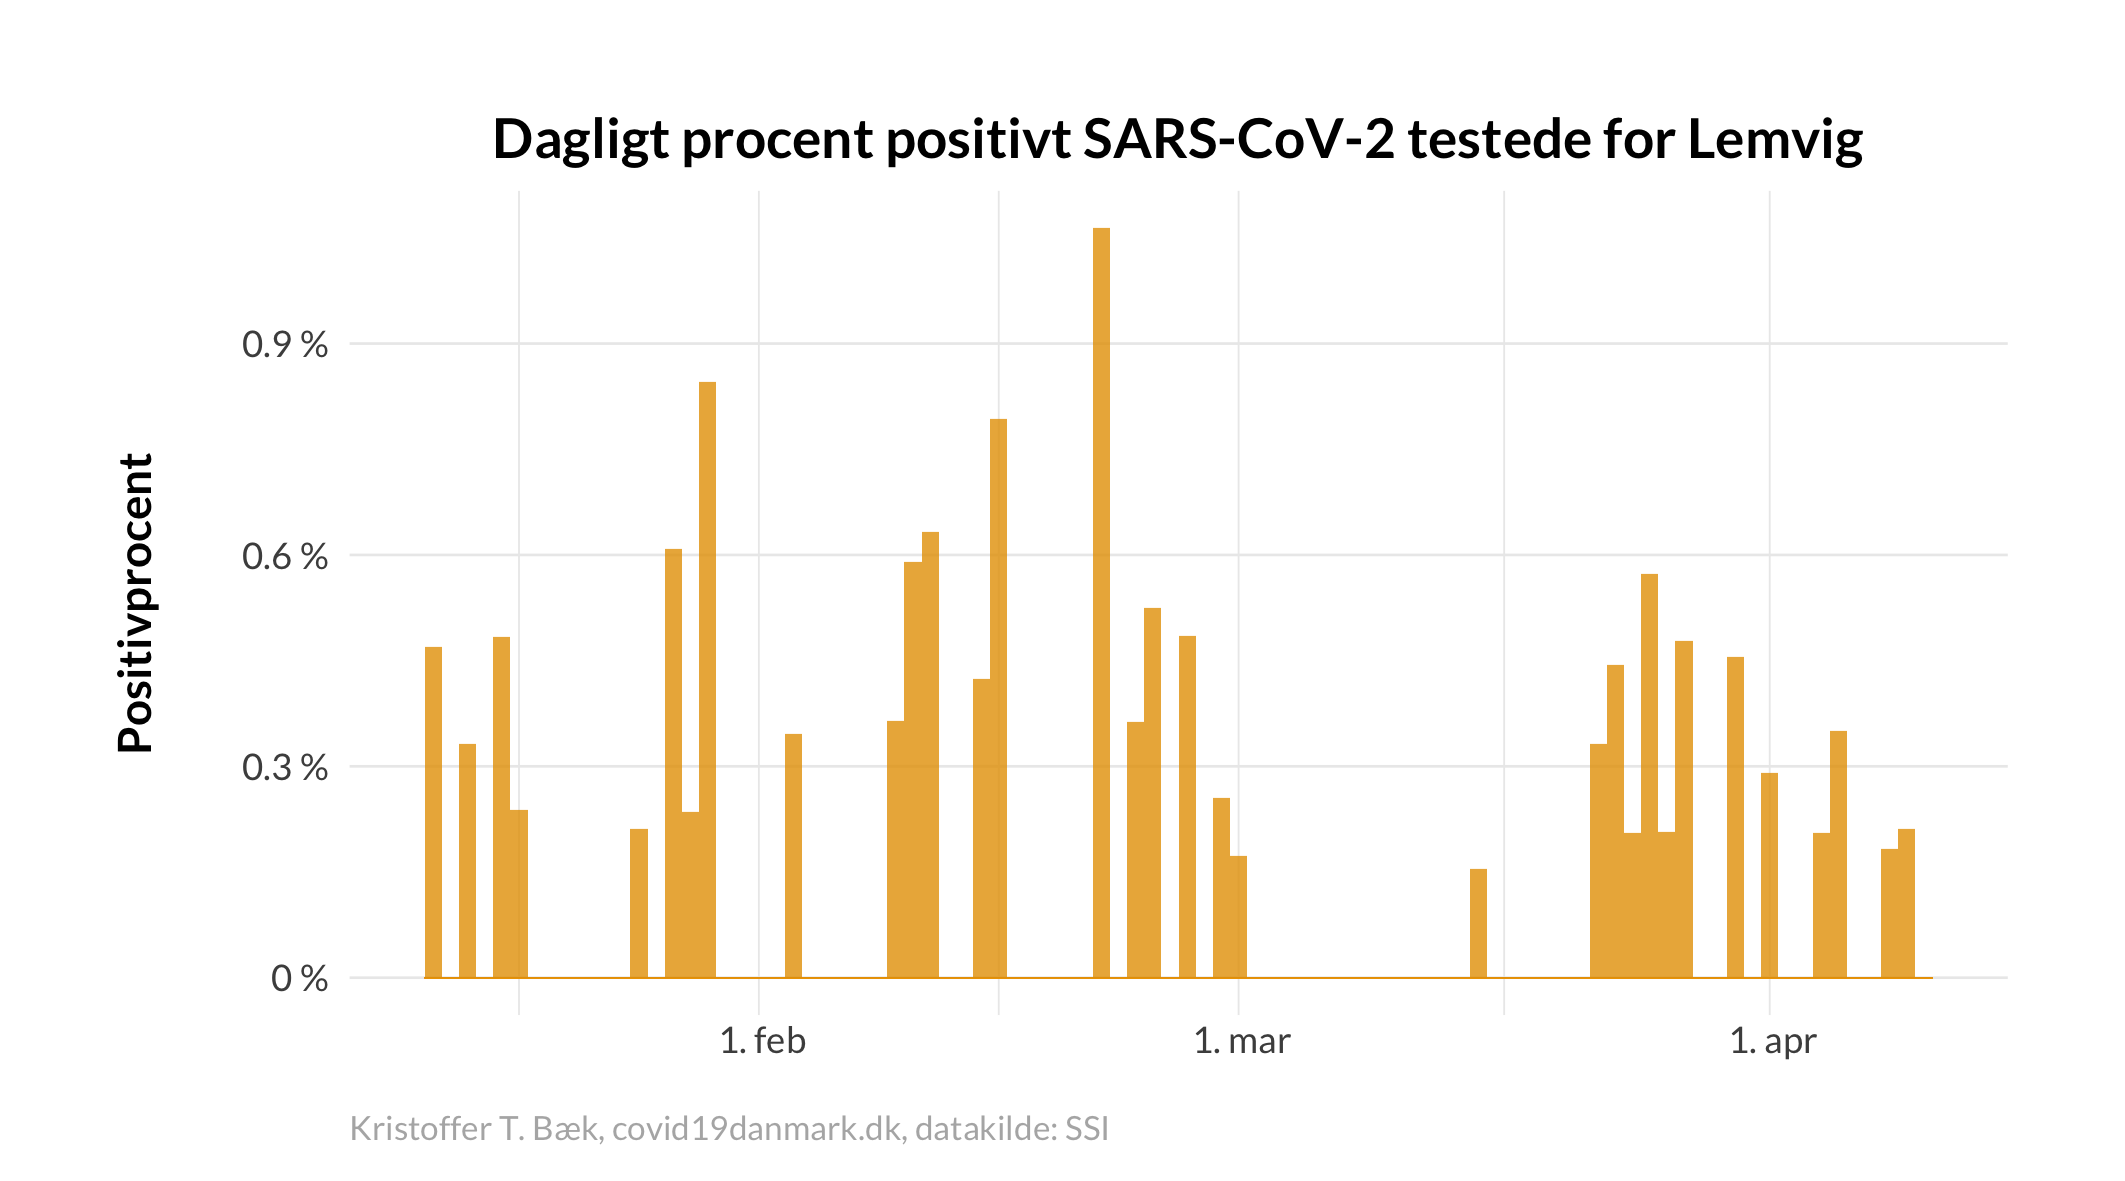 Dagligt procent positivt SARS-CoV-2 testede for Lemvig
Positivprocent
0.9 %
0.6 %
0.3 %
0 %
1. feb
1. mar
1. apr
Kristoffer T. Bæk, covid19danmark.dk, datakilde: SSI